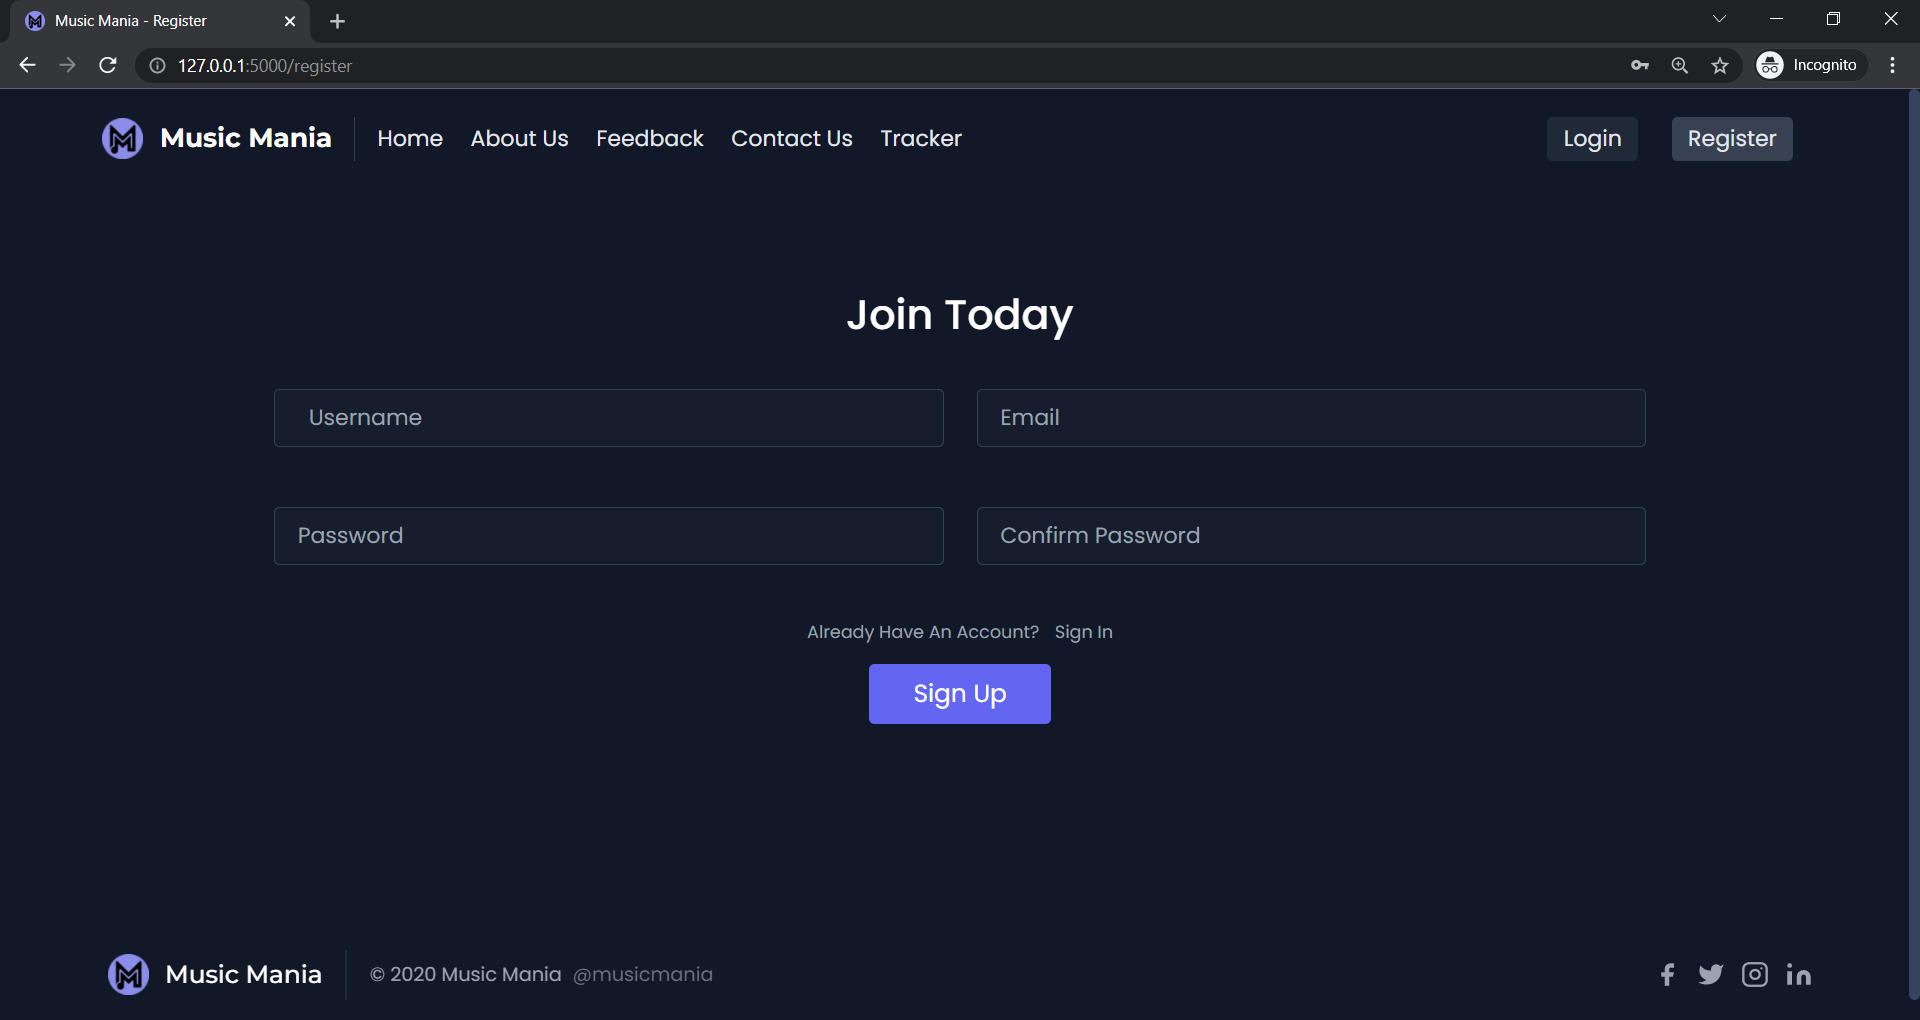 Music Mania - Register
127.0.0.1:5000/register
Incognito
Music Mania Home About Us Feedback Contact Us Tracker Login Register
Join Today
Username Email
Password Confirm Password
Already Have An Account? Sign In
Sign Up
Music Mania © 2020 Music Mania @musicmania